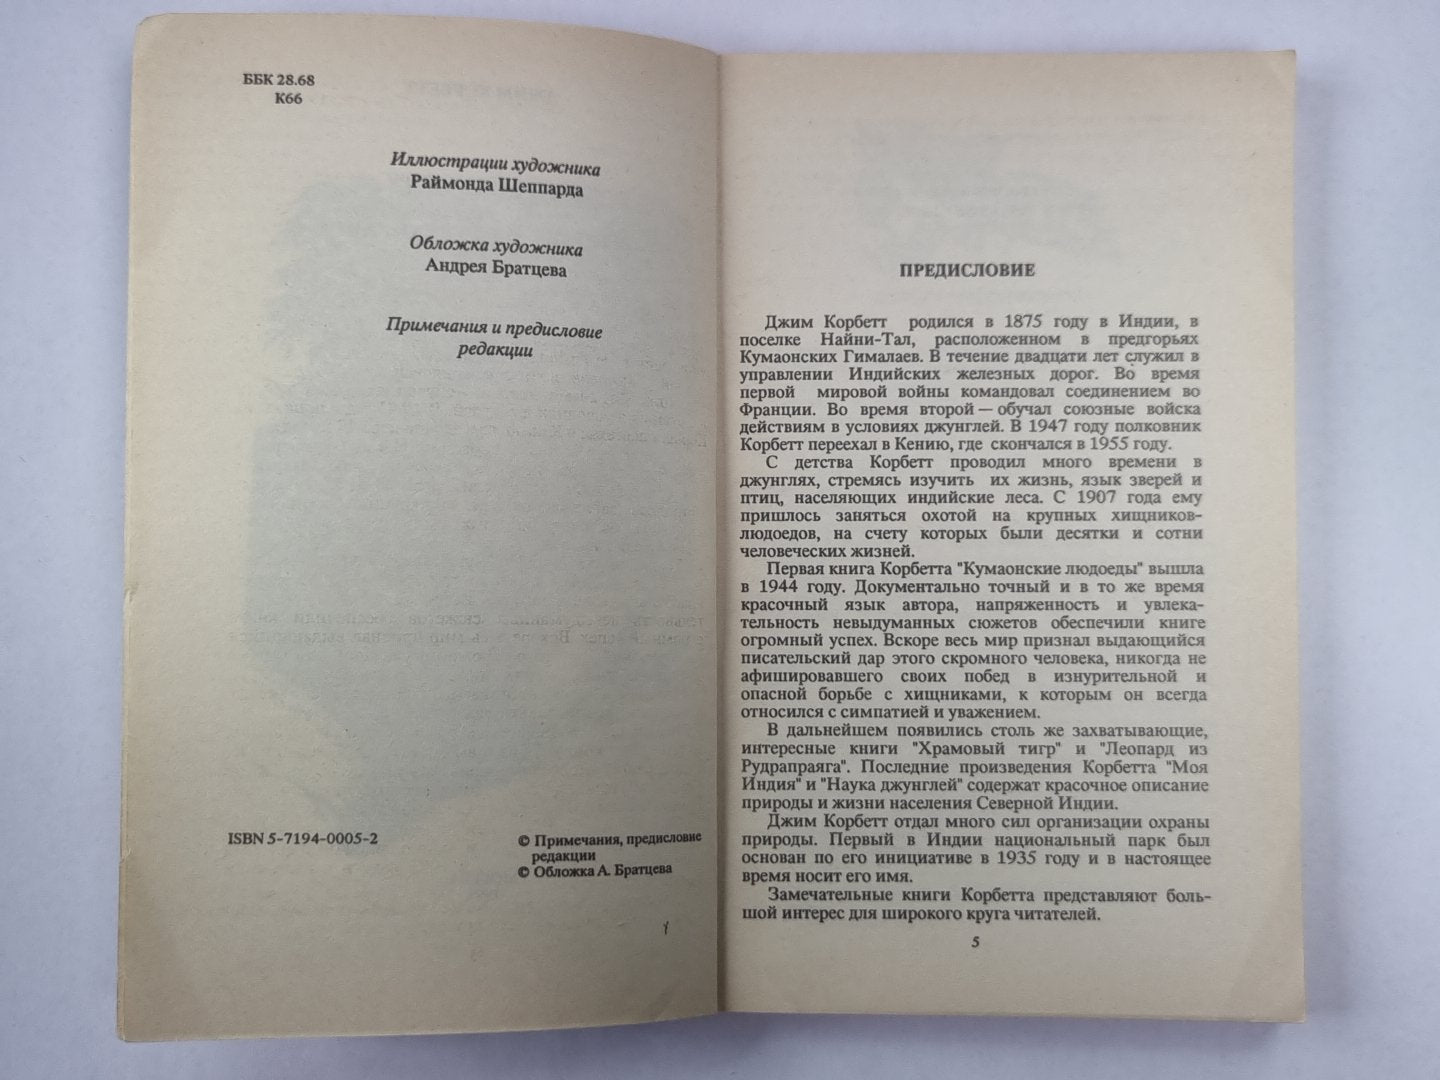 ББК 28.68
К66
Иллюстрации художника
Раймонда Шеппарда
Обложка художника
Андрея Братцева
Примечания и предисловие
редакции
ISBN 5-7194-0005-2
© Примечания, предисловие
редакции
© Обложка А. Братцева
ПРЕДИСЛОВИЕ
Джим Корбетт родился в 1875 году в Индии, в
поселке Найни-Тал, расположенном в предгорьях
Кумаонских Гималаев. В течение двадцати лет служил в
управлении Индийских железных дорог. Во время
первой мировой войны командовал соединением во
Франции. Во время второй — обучал союзные войска
действиям в условиях джунглей. В 1947 году полковник
Корбетт переехал в Кению, где скончался в 1955 году.
С детства Корбетт проводил много времени в
джунглях, стремясь изучить их жизнь, язык зверей и
птиц, населяющих индийские леса. С 1907 года ему
пришлось заняться охотой на крупных хищников-
людоедов, на счету которых были десятки и сотни
человеческих жизней.
Первая книга Корбетта "Кумаонские людоеды" вышла
в 1944 году. Документально точный и в то же время
красочный язык автора, напряженность и увлека-
тельность невыдуманных сюжетов обеспечили книге
огромный успех. Вскоре весь мир признал выдающийся
писательский дар этого скромного человека, никогда не
афишировавшего своих побед в изнурительной и
опасной борьбе с хищниками, к которым он всегда
относился с симпатией и уважением.
В дальнейшем появились столь же захватывающие,
интересные книги "Храмовый тигр" и "Леопард из
Рудрапраяга". Последние произведения Корбетта "Моя
Индия" и "Наука джунглей" содержат красочное описание
природы и жизни населения Северной Индии.
Джим Корбетт отдал много сил организации охраны
природы. Первый в Индии национальный парк был
основан по его инициативе в 1935 году и в настоящее
время носит его имя.
Замечательные книги Корбетта представляют боль-
шой интерес для широкого круга читателей.
5